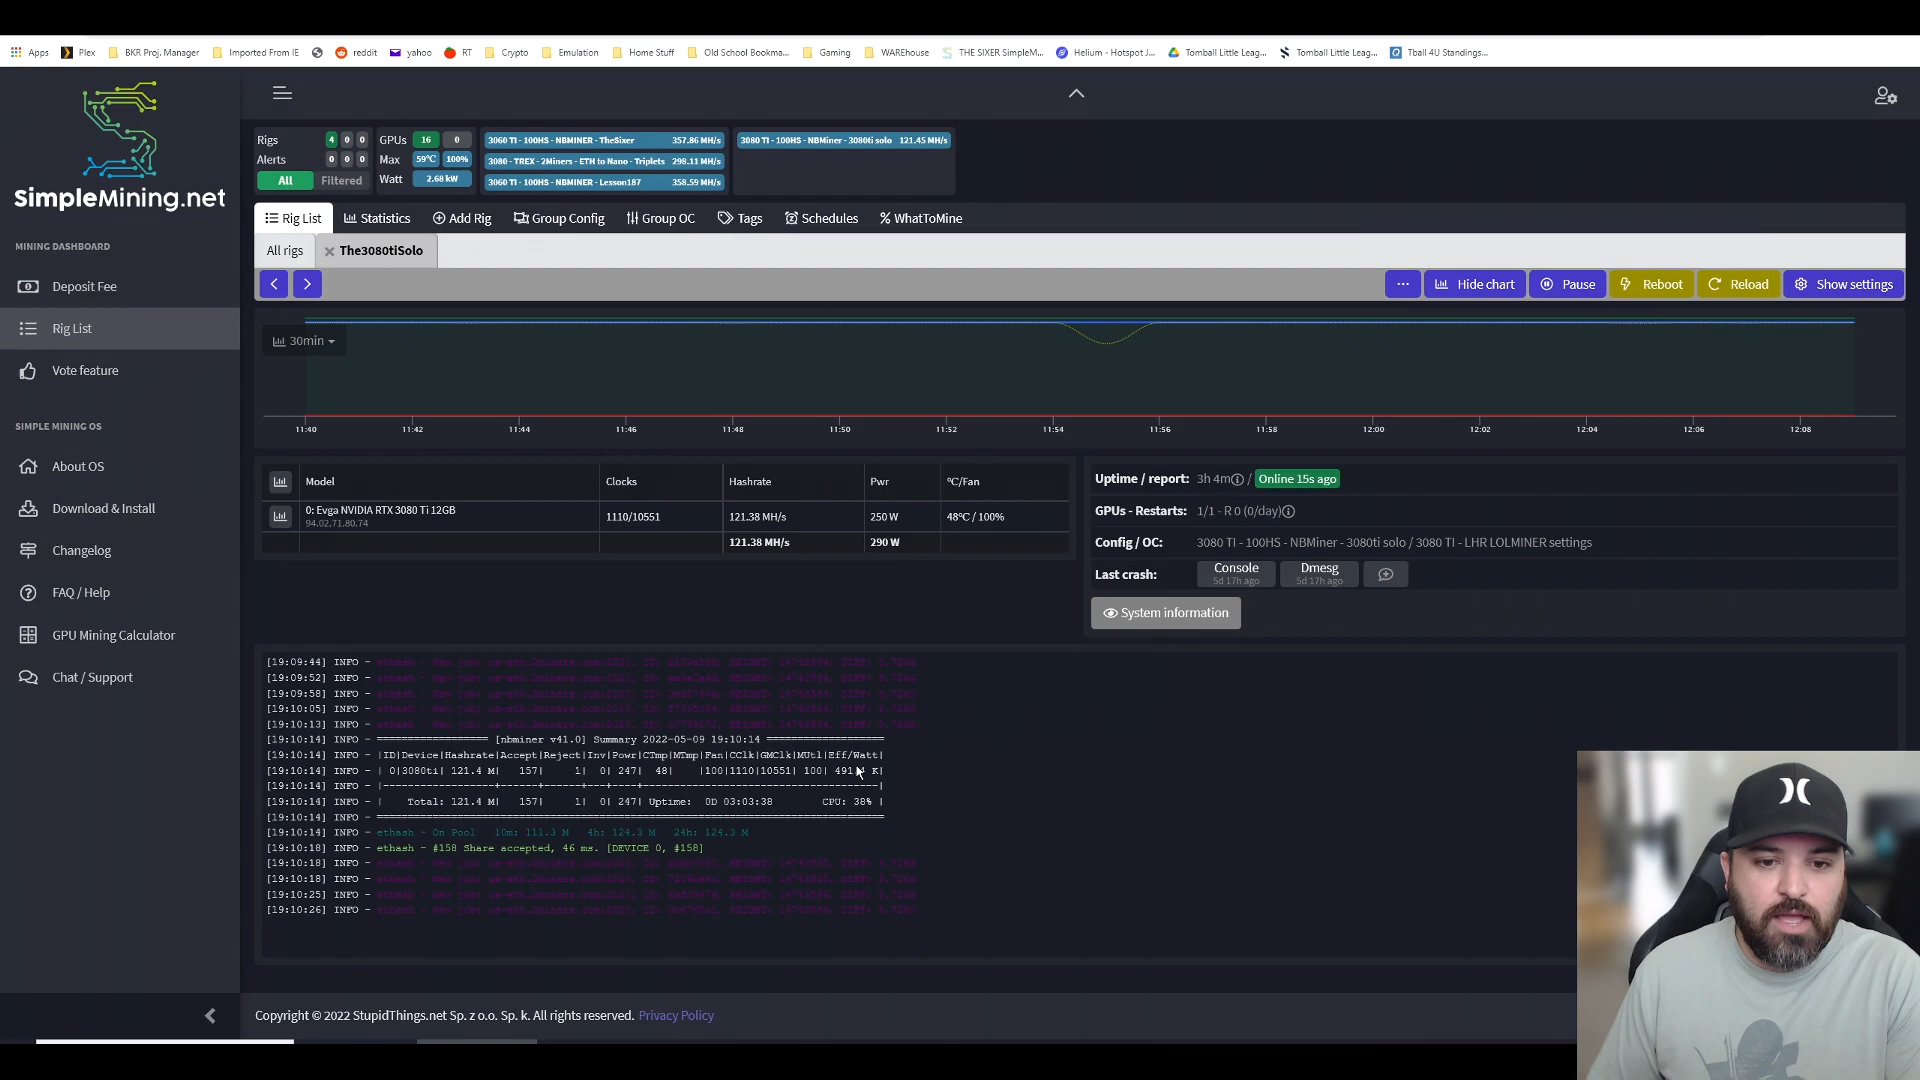 Apps Plex BKR Proj. Manager Imported From IE reddit yahoo RT Crypto Emulation Home Stuff Old School Bookma... Gaming WAREhouse THE SIXER SimpleM... Helium - Hotspot J... Tomball Little Leag... Tomball Little Leag... Tball 4U Standings...
SimpleMining.net
MINING DASHBOARD
Deposit Fee
Rig List
Vote feature
SIMPLE MINING OS
About OS
Download & Install
Changelog
FAQ / Help
GPU Mining Calculator
Chat / Support
Rigs 4 0 0
Alerts 0 0 0
All Filtered
GPUs 16 0
Max 59°C 100%
Watt 2.68 kW
3060 TI - 100HS - NBMINER - TheSixer 357.86 MH/s
3080 - TREX - 2Miners - ETH to Nano - Triplets 298.11 MH/s
3060 TI - 100HS - NBMINER - Lesson187 358.59 MH/s
3080 TI - 100HS - NBMiner - 3080ti solo 121.45 MH/s
Rig List Statistics Add Rig Group Config Group OC Tags Schedules % WhatToMine
All rigs × The3080tiSolo
... Hide chart Pause Reboot Reload Show settings
30min
11:40 11:42 11:44 11:46 11:48 11:50 11:52 11:54 11:56 11:58 12:00 12:02 12:04 12:06 12:08
Model Clocks Hashrate Pwr °C/Fan
0: Evga NVIDIA RTX 3080 Ti 12GB 1110/10551 121.38 MH/s 250 W 48°C / 100%
94.02.71.80.74
121.38 MH/s 290 W
Uptime / report: 3h 4m / Online 15s ago
GPUs - Restarts: 1/1 - R 0 (0/day)
Config / OC: 3080 TI - 100HS - NBMiner - 3080ti solo / 3080 TI - LHR LOLMINER settings
Last crash: Console 5d 17h ago Dmesg 5d 17h ago
System information
[19:09:44] INFO -
[19:09:52] INFO -
[19:09:58] INFO -
[19:10:05] INFO -
[19:10:13] INFO -
[19:10:14] INFO - ================== [nbminer v41.0] Summary 2022-05-09 19:10:14 ===================
[19:10:14] INFO - |ID|Device|Hashrate|Accept|Reject|Inv|Powr|CTmp|MTmp|Fan|CClk|GMClk|MUtl|Eff/Watt|
[19:10:14] INFO - | 0|3080ti| 121.4 M| 157| 1| 0| 247| 48| |100|1110|10551| 100| 491. K|
[19:10:14] INFO - |------------------+------+------+---+----+--------------------------------------|
[19:10:14] INFO - | Total: 121.4 M| 157| 1| 0| 247| Uptime: 0D 03:03:38 CPU: 38% |
[19:10:14] INFO - ==================================================================================
[19:10:14] INFO - ethash - On Pool 10m: 111.3 M 4h: 124.3 M 24h: 124.3 M
[19:10:18] INFO - ethash - #158 Share accepted, 46 ms. [DEVICE 0, #158]
[19:10:18] INFO -
[19:10:18] INFO -
[19:10:25] INFO -
[19:10:26] INFO -
Copyright © 2022 StupidThings.net Sp. z o.o. Sp. k. All rights reserved. Privacy Policy